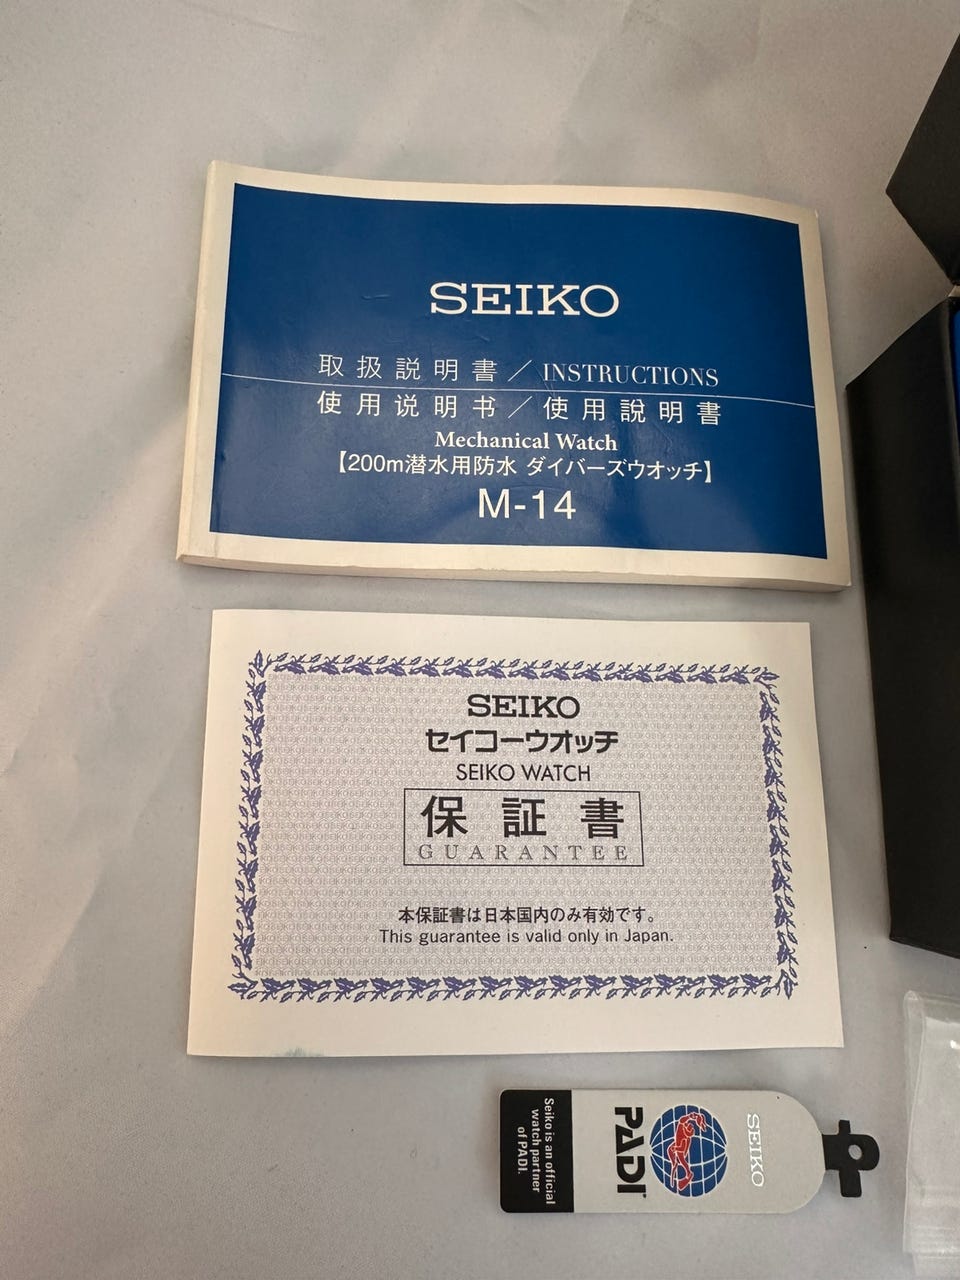 SEIKO
取扱説明書／INSTRUCTIONS
使用说明书／使用說明書
Mechanical Watch
【200m潜水用防水 ダイバーズウオッチ】
M-14
SEIKO
セイコーウオッチ
SEIKO WATCH
保証書
GUARANTEE
本保証書は日本国内のみ有効です。
This guarantee is valid only in Japan.
SEIKO
PADI
Seiko is an official
watch partner
of PADI.